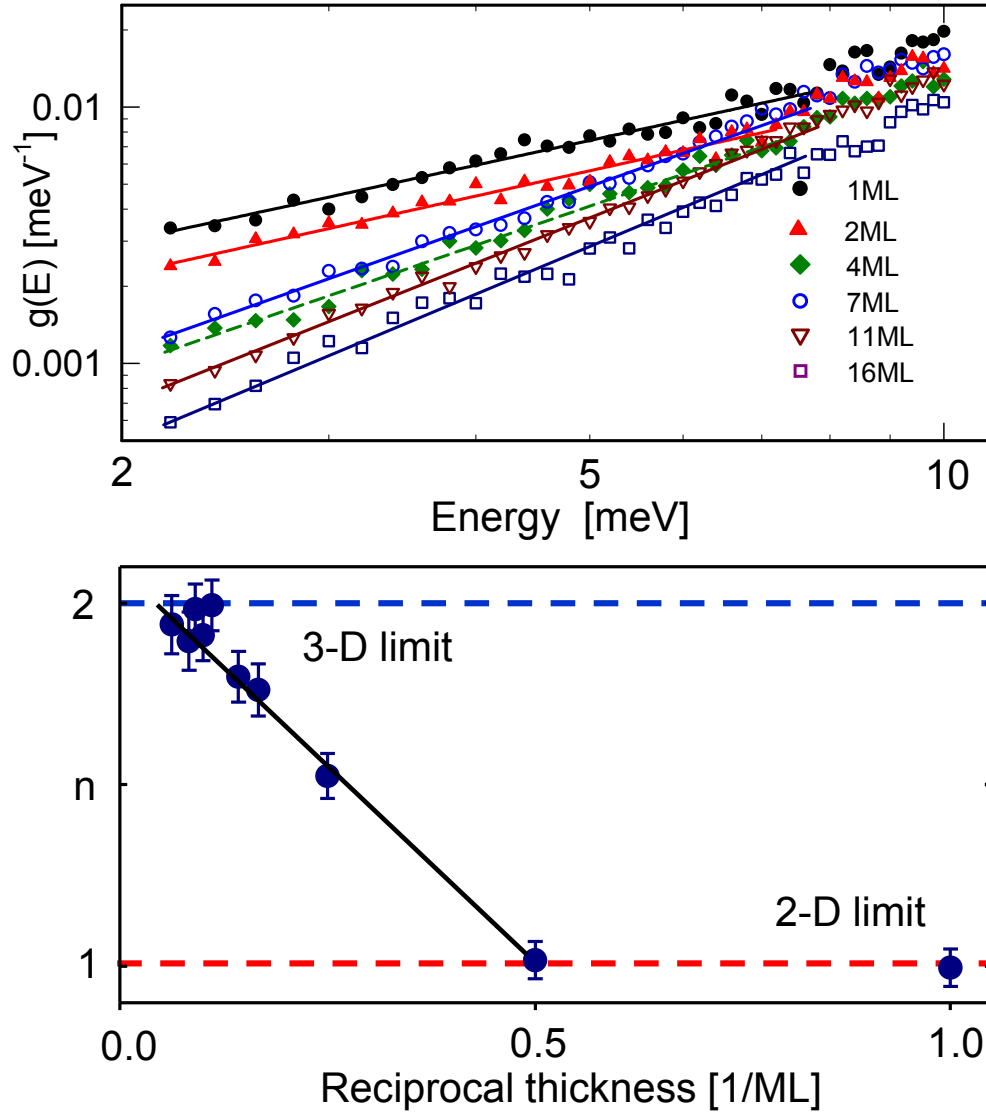 0.01
0.001
g(E) [meV⁻¹]
1ML
2ML
4ML
7ML
11ML
16ML
2
5
10
Energy [meV]
2
3-D limit
n
2-D limit
1
0.0
0.5
1.0
Reciprocal thickness [1/ML]